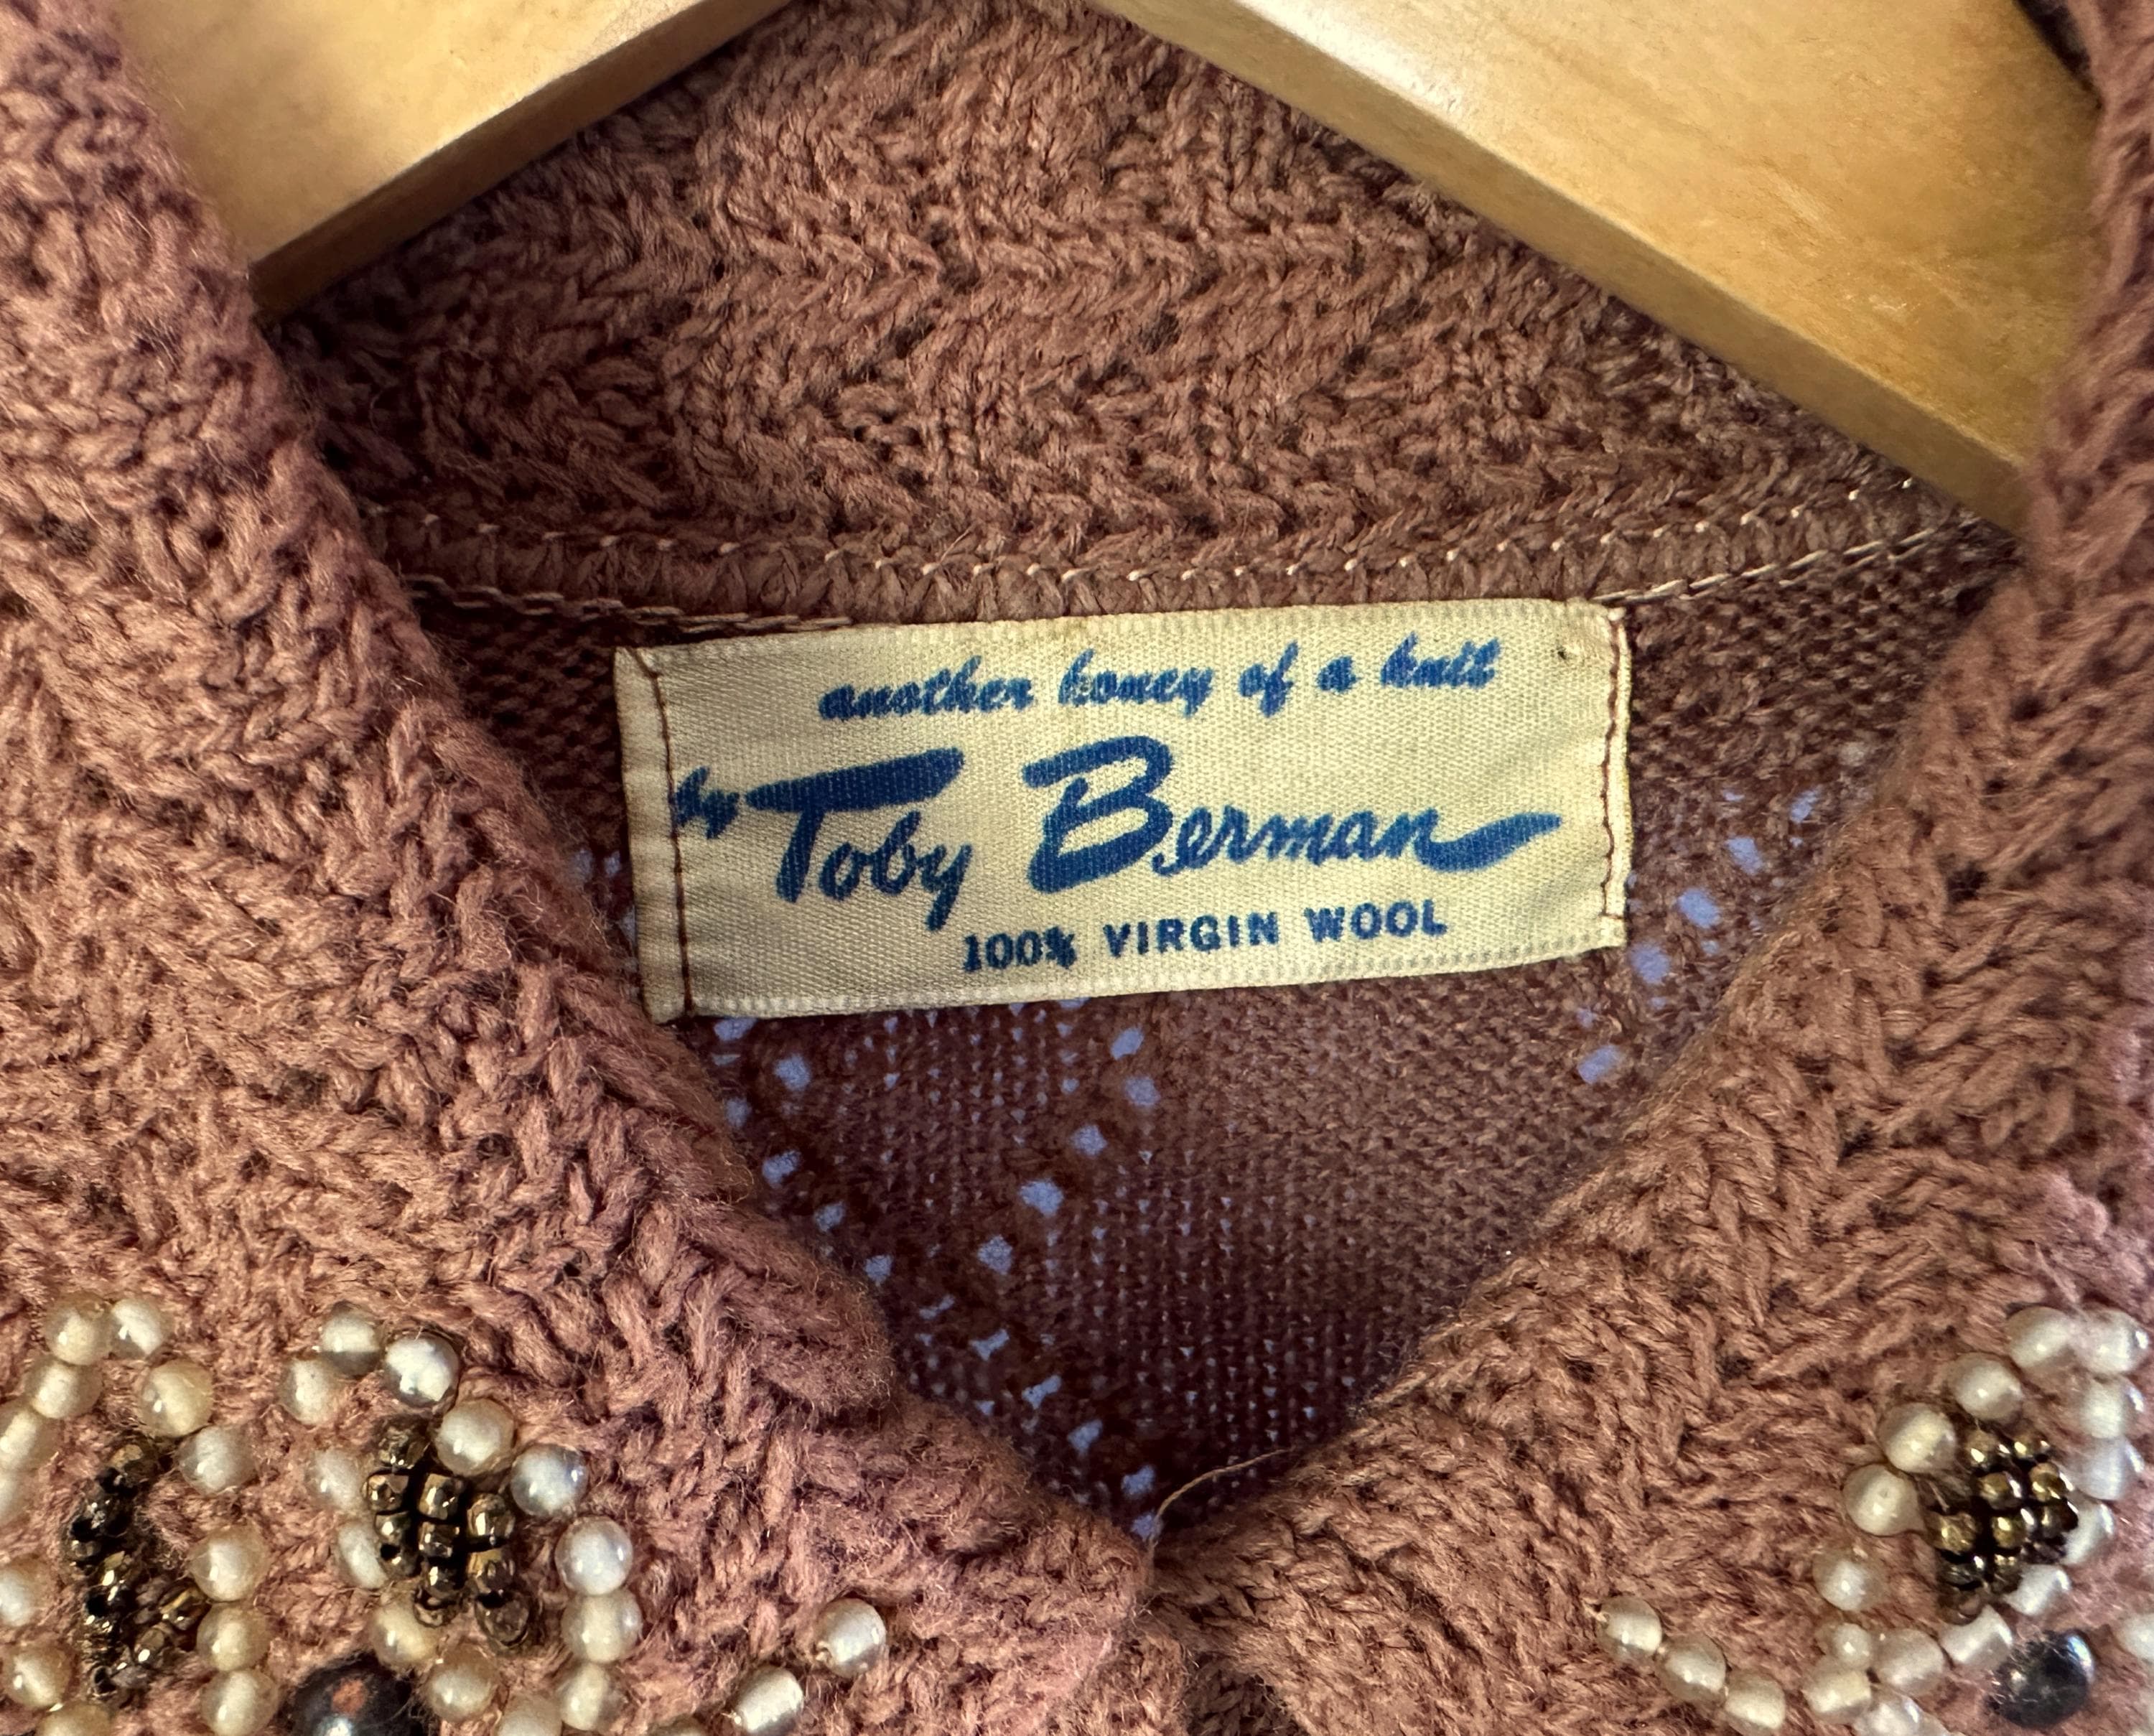 another honey of a knit
by Toby Berman
100% VIRGIN WOOL